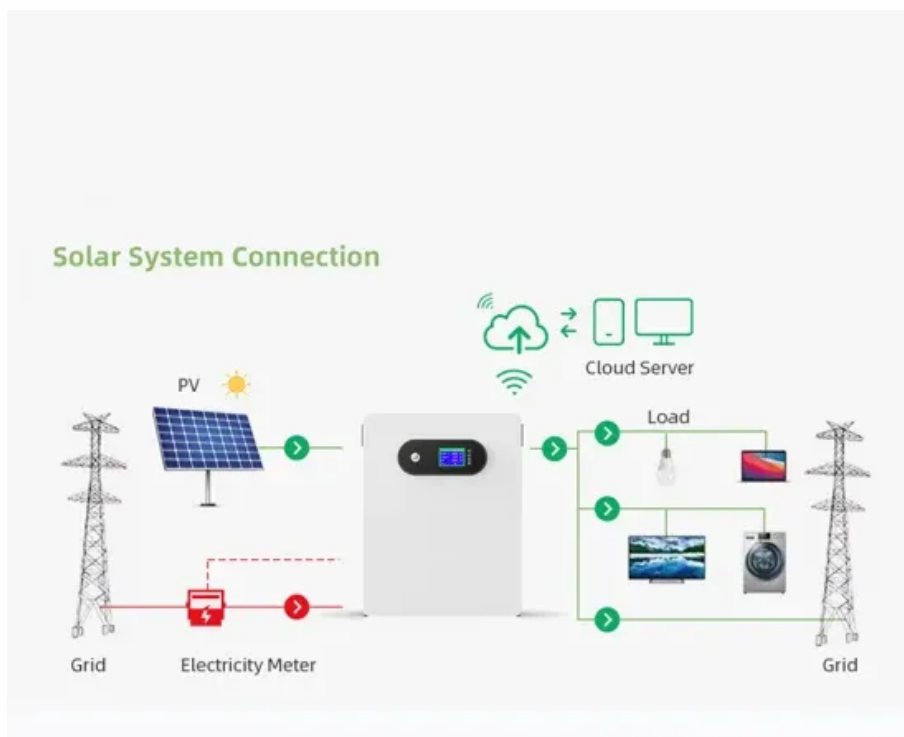 Solar System Connection
Cloud Server
PV
Load
Grid
Electricity Meter
Grid